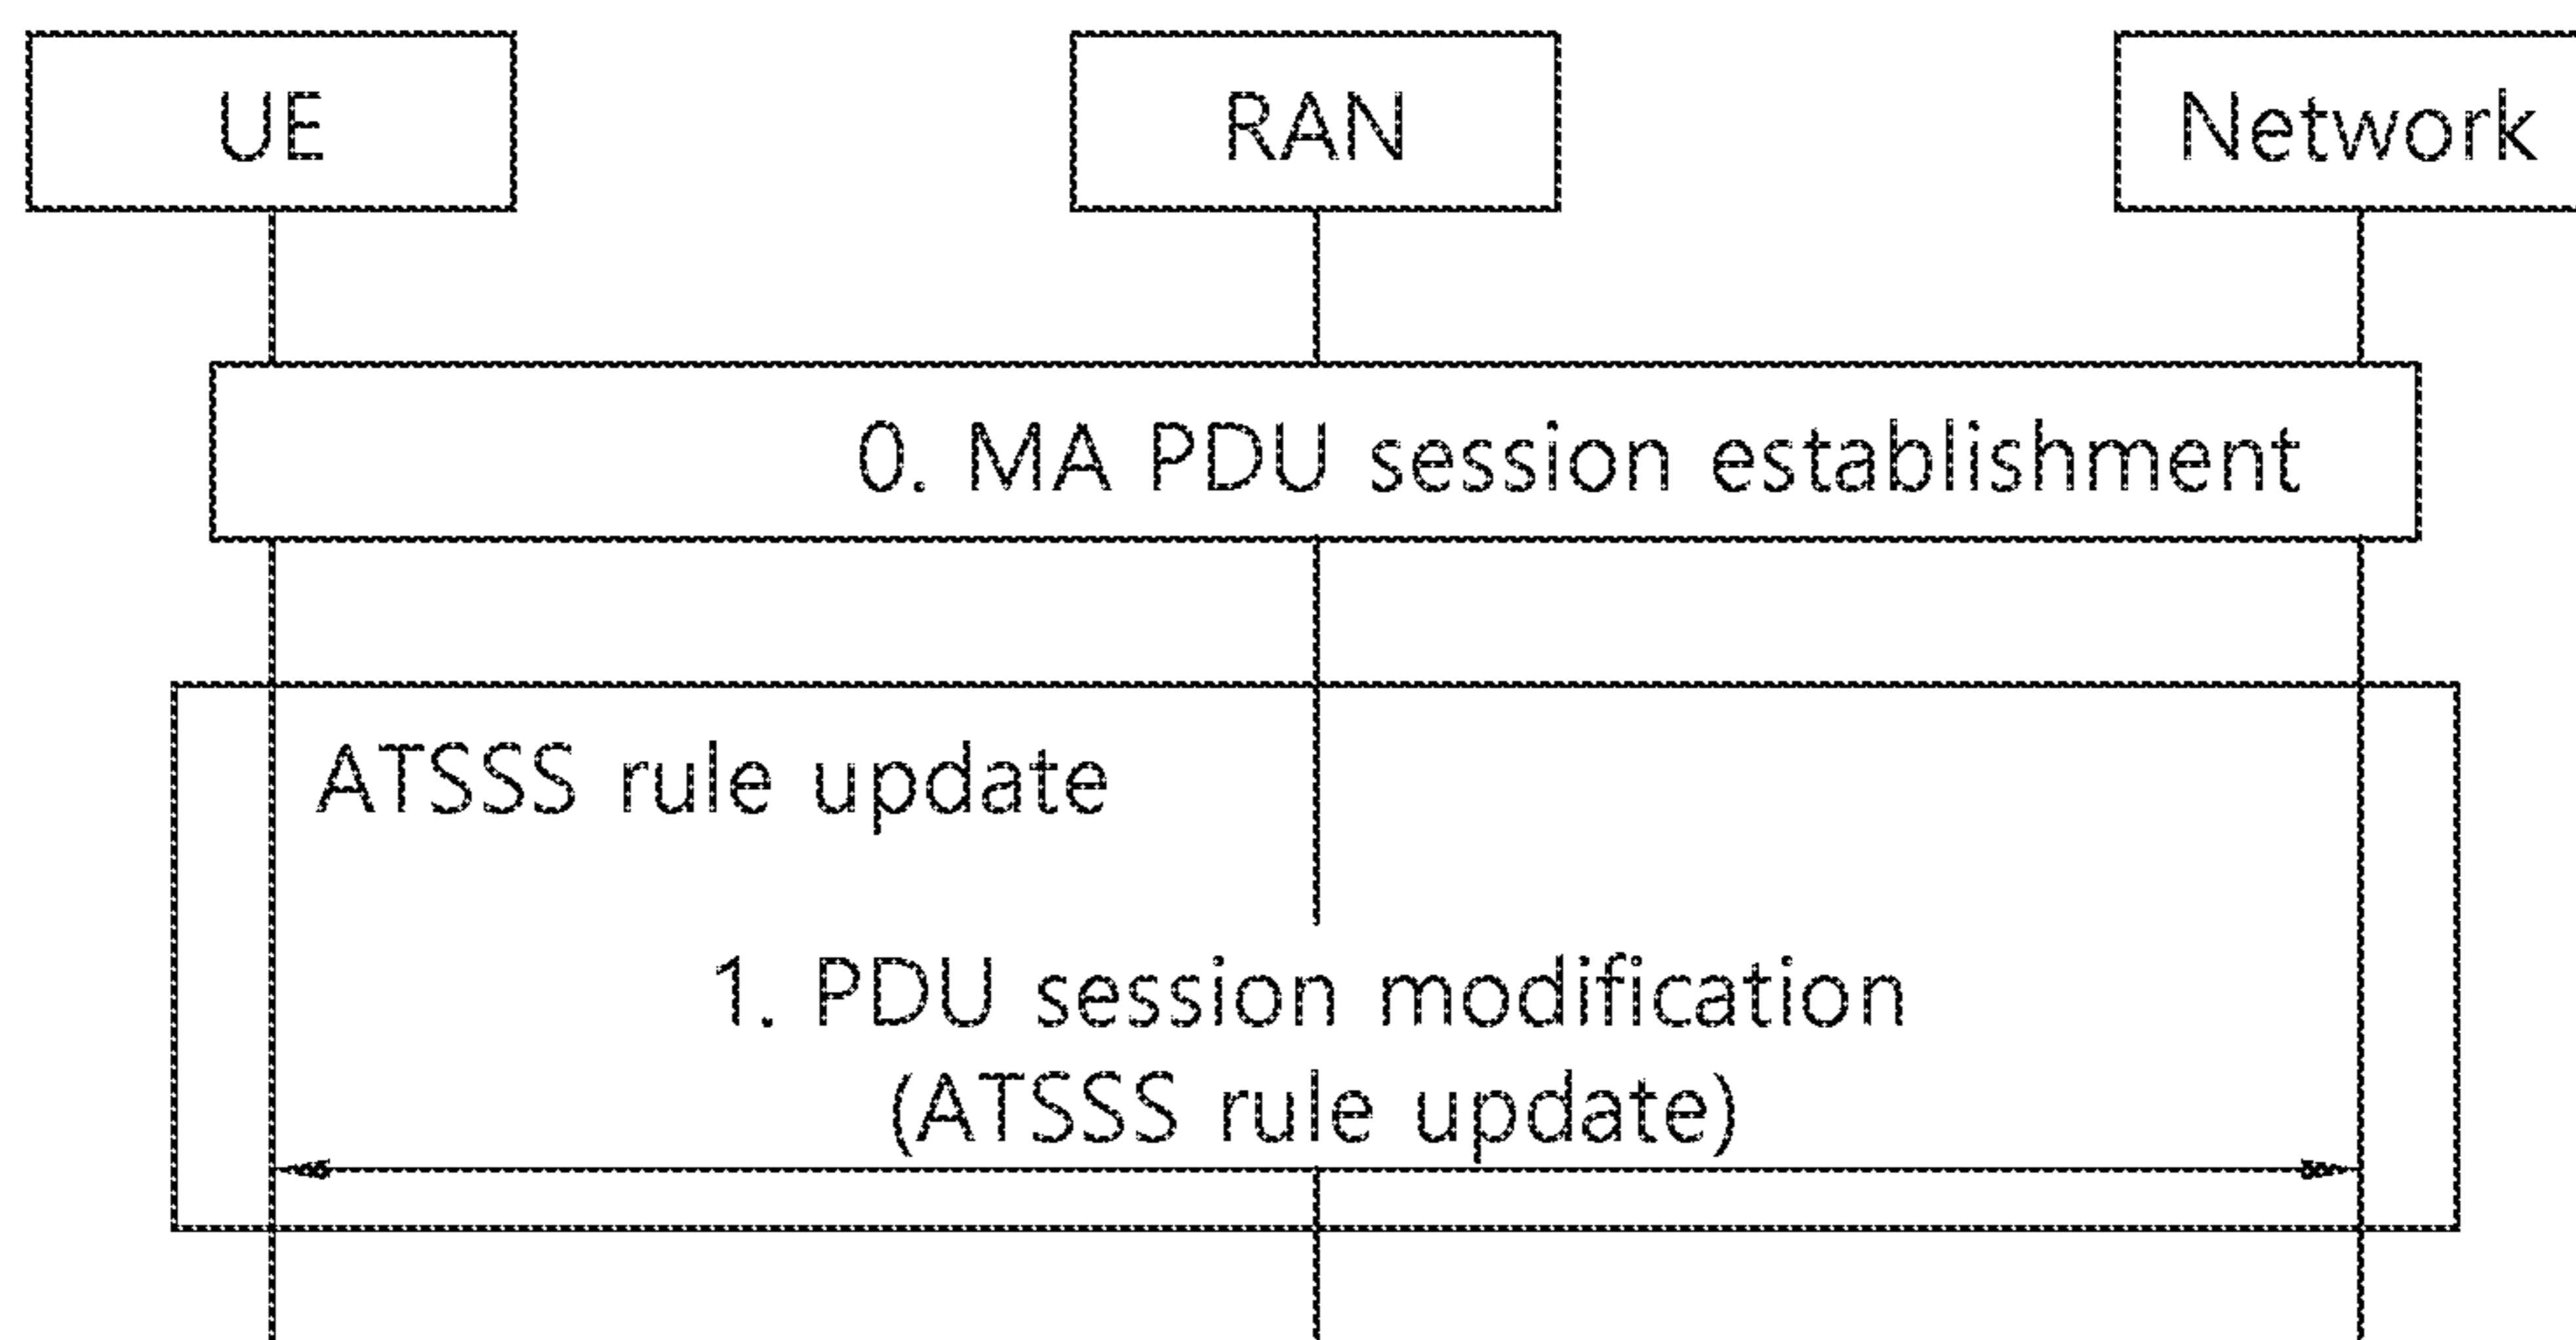 UE
RAN
Network
0. MA PDU session establishment
ATSSS rule update
1. PDU session modification
(ATSSS rule update)